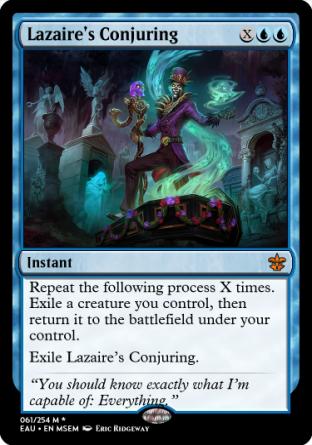 Lazaire's Conjuring X
Instant
Repeat the following process X times.
Exile a creature you control, then
return it to the battlefield under your
control.
Exile Lazaire's Conjuring.
"You should know exactly what I'm
capable of: Everything."
061/254 M *
EAU • EN MSEM Eric Ridgeway